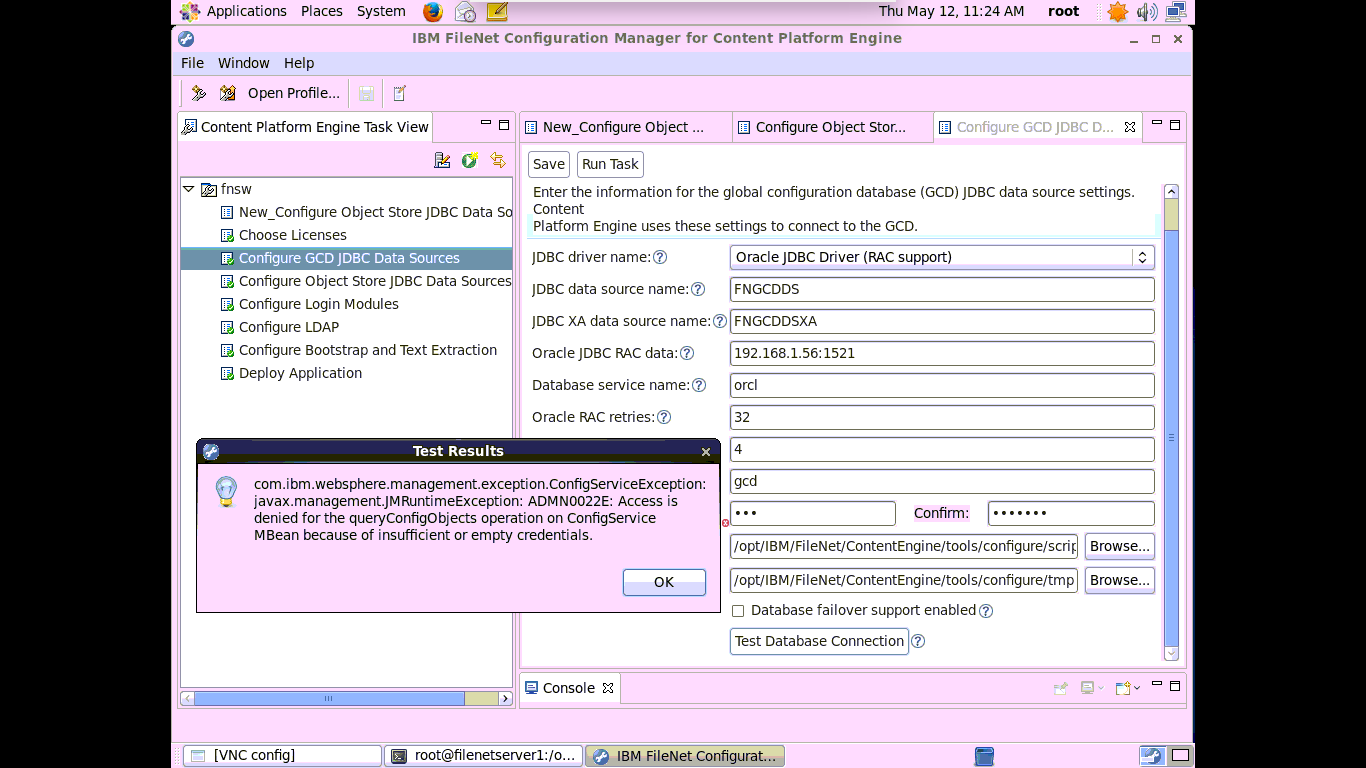 Applications Places System
Thu May 12, 11:24 AM root
IBM FileNet Configuration Manager for Content Platform Engine
File Window Help
Open Profile...
Content Platform Engine Task View
New_Configure Object ...
Configure Object Stor...
Configure GCD JDBC D...
Save
Run Task
fnsw
New_Configure Object Store JDBC Data So
Choose Licenses
Configure GCD JDBC Data Sources
Configure Object Store JDBC Data Sources
Configure Login Modules
Configure LDAP
Configure Bootstrap and Text Extraction
Deploy Application
Enter the information for the global configuration database (GCD) JDBC data source settings.
Content
Platform Engine uses these settings to connect to the GCD.
JDBC driver name: Oracle JDBC Driver (RAC support)
JDBC data source name: FNGCDDS
JDBC XA data source name: FNGCDDSXA
Oracle JDBC RAC data: 192.168.1.56:1521
Database service name: orcl
Oracle RAC retries: 32
4
gcd
••• Confirm: •••••••
/opt/IBM/FileNet/ContentEngine/tools/configure/scrip Browse...
/opt/IBM/FileNet/ContentEngine/tools/configure/tmp Browse...
Database failover support enabled
Test Database Connection
Test Results
com.ibm.websphere.management.exception.ConfigServiceException:
javax.management.JMRuntimeException: ADMN0022E: Access is
denied for the queryConfigObjects operation on ConfigService
MBean because of insufficient or empty credentials.
OK
Console
[VNC config]
root@filenetserver1:/o...
IBM FileNet Configurat...